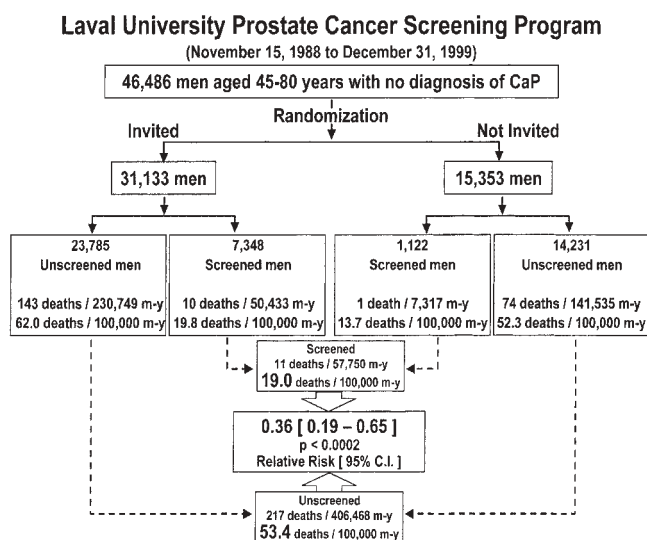 Laval University Prostate Cancer Screening Program
(November 15, 1988 to December 31, 1999)
46,486 men aged 45-80 years with no diagnosis of CaP
Randomization
Invited
Not Invited
31,133 men
15,353 men
23,785
Unscreened men
143 deaths / 230,749 m-y
62.0 deaths / 100,000 m-y
7,348
Screened men
10 deaths / 50,433 m-y
19.8 deaths / 100,000 m-y
1,122
Screened men
1 death / 7,317 m-y
13.7 deaths / 100,000 m-y
14,231
Unscreened men
74 deaths / 141,535 m-y
52.3 deaths / 100,000 m-y
Screened
11 deaths / 57,750 m-y
19.0 deaths / 100,000 m-y
0.36 [ 0.19 – 0.65 ]
p < 0.0002
Relative Risk [ 95% C.I. ]
Unscreened
217 deaths / 406,468 m-y
53.4 deaths / 100,000 m-y